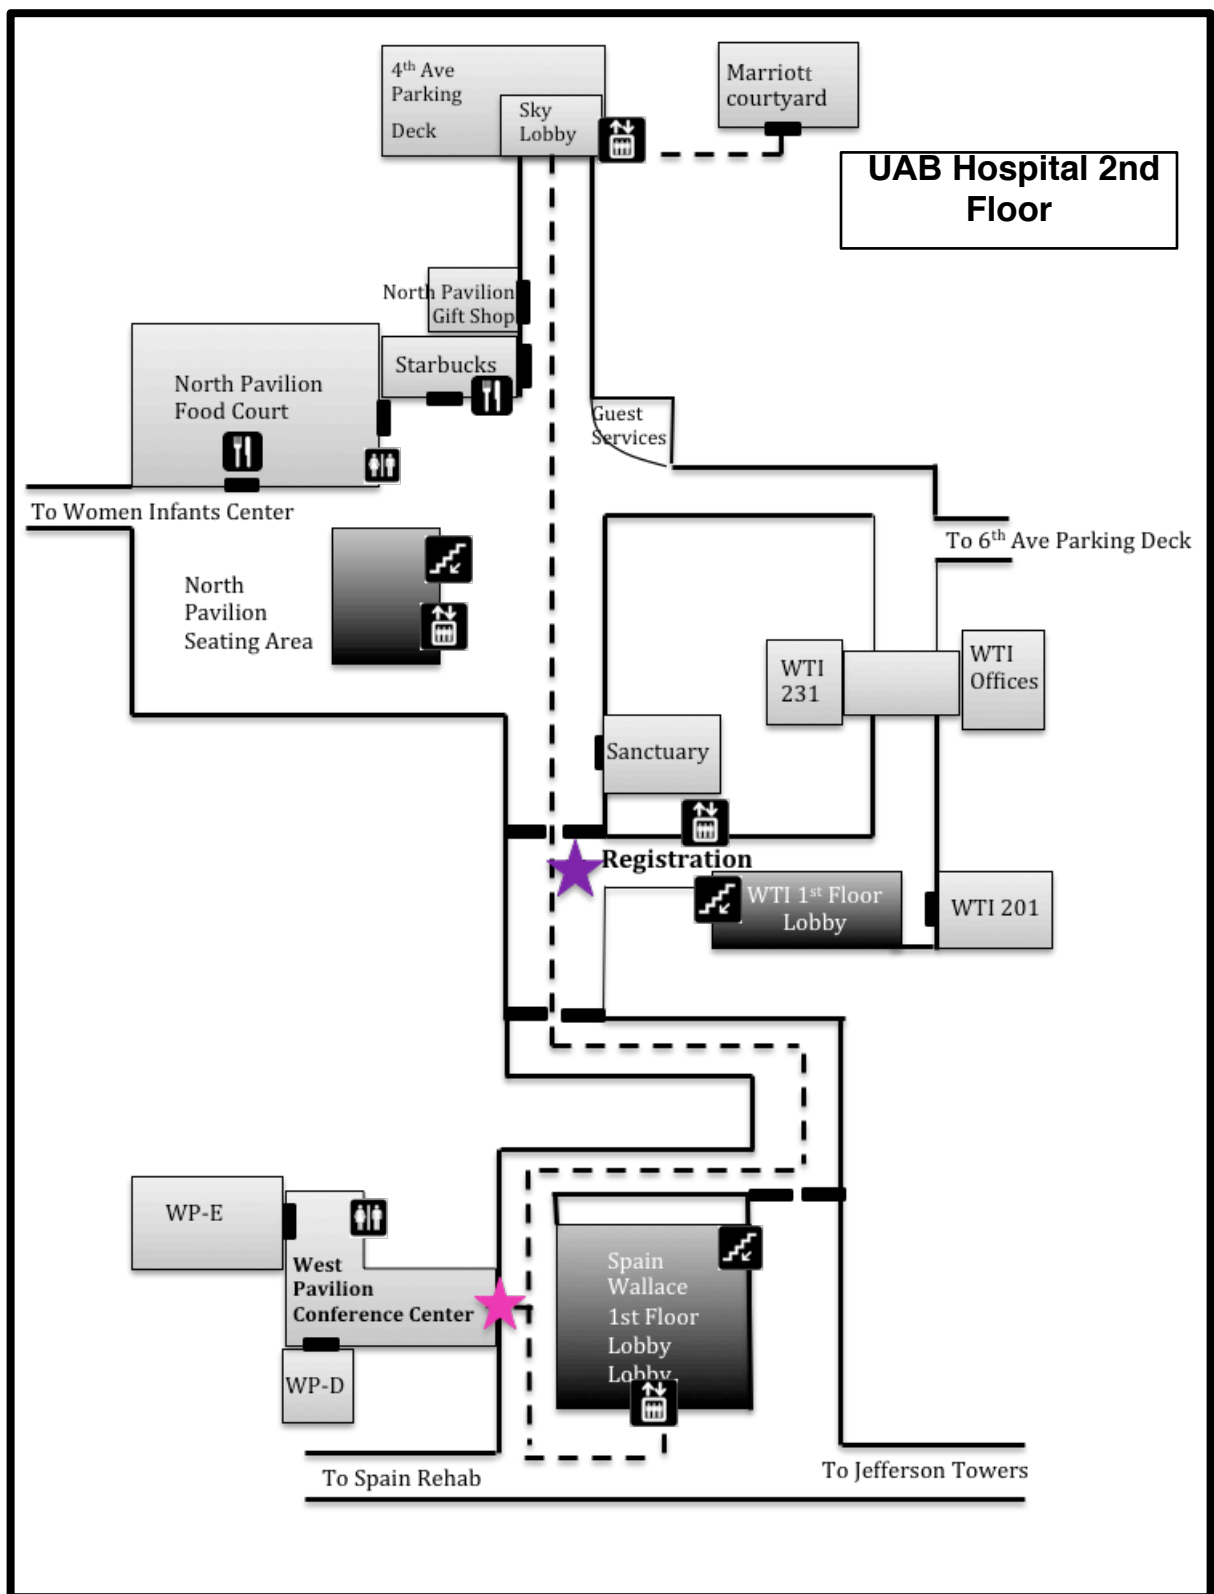 4th Ave
Parking
Deck
Sky
Lobby
Marriott
courtyard
UAB Hospital 2nd
Floor
North Pavilion
Gift Shop
Starbucks
North Pavilion
Food Court
Guest
Services
To Women Infants Center
To 6th Ave Parking Deck
North
Pavilion
Seating Area
WTI
231
WTI
Offices
Sanctuary
Registration
WTI 1st Floor
Lobby
WTI 201
WP-E
West
Pavilion
Conference Center
Spain
Wallace
1st Floor
Lobby
Lobby
WP-D
To Spain Rehab
To Jefferson Towers